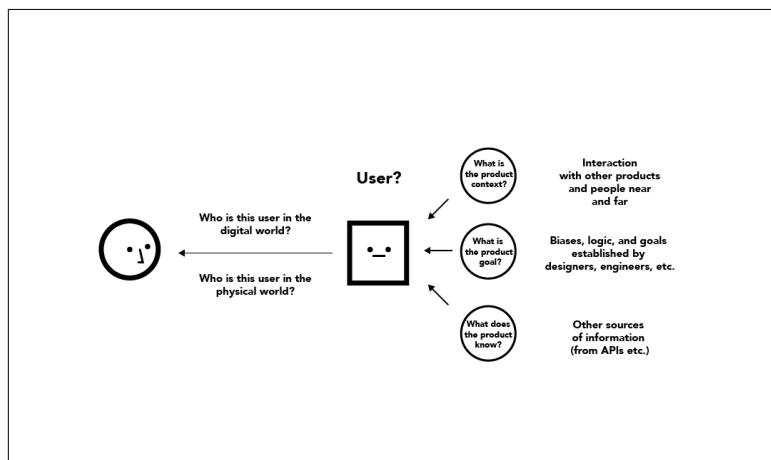 User?
Who is this user in the
digital world?
Who is this user in the
physical world?
What is
the product
context?
Interaction
with other products
and people near
and far
What is
the product
goal?
Biases, logic, and goals
established by
designers, engineers, etc.
What does
the product
know?
Other sources
of information
(from APIs etc.)